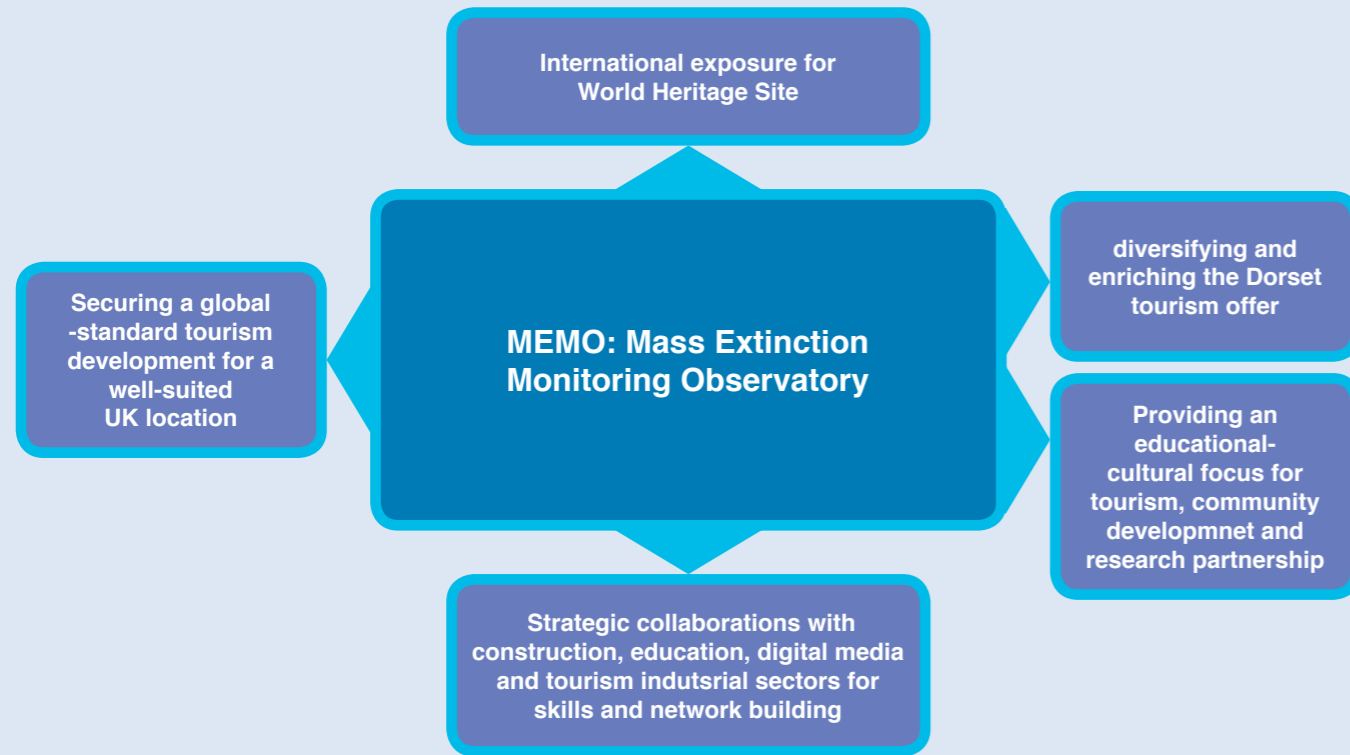 International exposure for
World Heritage Site
Securing a global
-standard tourism
development for a
well-suited
UK location
MEMO: Mass Extinction
Monitoring Observatory
diversifying and
enriching the Dorset
tourism offer
Providing an
educational-
cultural focus for
tourism, community
developmnet and
research partnership
Strategic collaborations with
construction, education, digital media
and tourism indutsrial sectors for
skills and network building